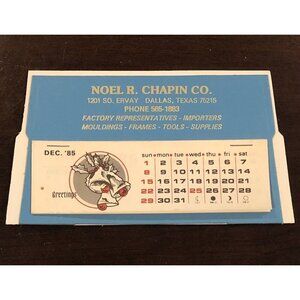 NOEL R. CHAPIN CO.
1201 SO. ERVAY DALLAS, TEXAS 75215
PHONE 565-1883
FACTORY REPRESENTATIVES - IMPORTERS
MOULDINGS - FRAMES - TOOLS - SUPPLIES
DEC. '85
sun mon tue wed thu fri sat
1 2 3 4 5 6 7
8 9 10 11 12 13 14
15 16 17 18 19 20 21
22 23 24 25 26 27 28
29 30 31
Greetings